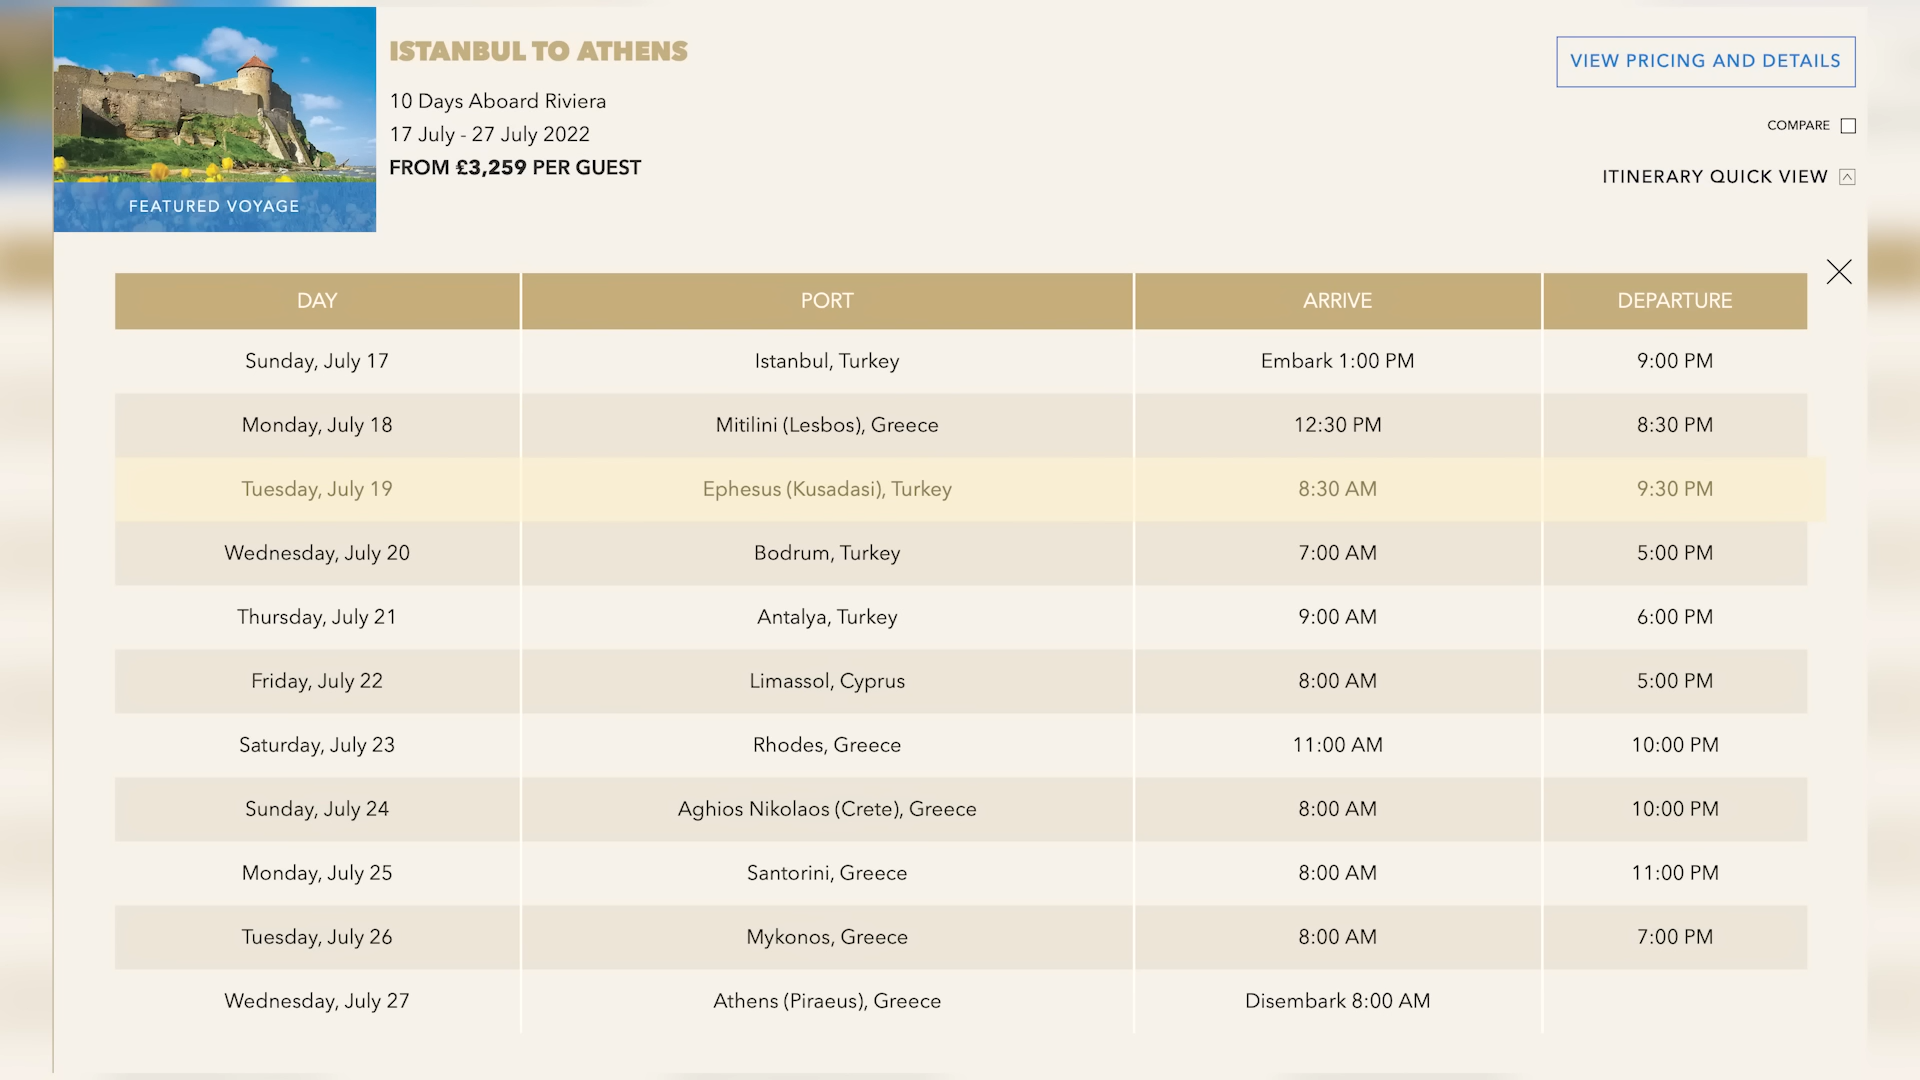 ISTANBUL TO ATHENS
10 Days Aboard Riviera
17 July - 27 July 2022
FROM £3,259 PER GUEST
FEATURED VOYAGE
VIEW PRICING AND DETAILS
COMPARE
ITINERARY QUICK VIEW
DAY PORT ARRIVE DEPARTURE
Sunday, July 17 Istanbul, Turkey Embark 1:00 PM 9:00 PM
Monday, July 18 Mitilini (Lesbos), Greece 12:30 PM 8:30 PM
Tuesday, July 19 Ephesus (Kusadasi), Turkey 8:30 AM 9:30 PM
Wednesday, July 20 Bodrum, Turkey 7:00 AM 5:00 PM
Thursday, July 21 Antalya, Turkey 9:00 AM 6:00 PM
Friday, July 22 Limassol, Cyprus 8:00 AM 5:00 PM
Saturday, July 23 Rhodes, Greece 11:00 AM 10:00 PM
Sunday, July 24 Aghios Nikolaos (Crete), Greece 8:00 AM 10:00 PM
Monday, July 25 Santorini, Greece 8:00 AM 11:00 PM
Tuesday, July 26 Mykonos, Greece 8:00 AM 7:00 PM
Wednesday, July 27 Athens (Piraeus), Greece Disembark 8:00 AM